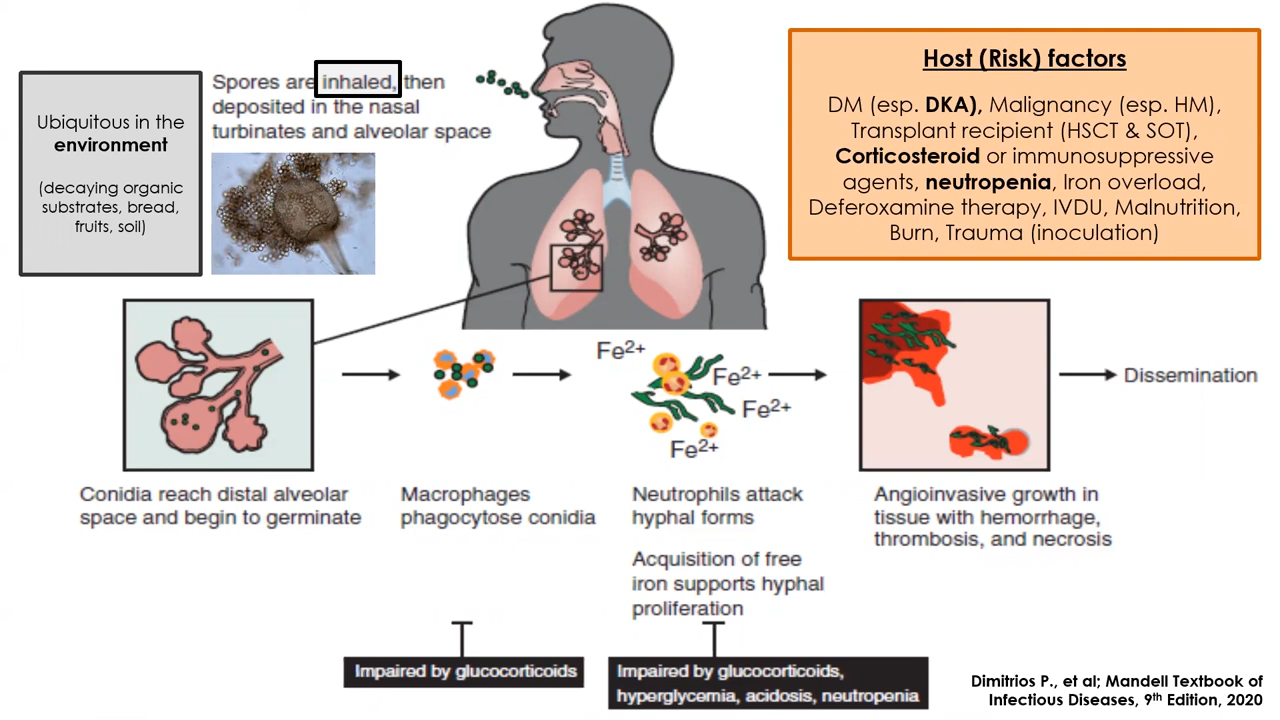 Ubiquitous in the
environment
(decaying organic
substrates, bread,
fruits, soil)
Spores are inhaled, then
deposited in the nasal
turbinates and alveolar space
Host (Risk) factors
DM (esp. DKA), Malignancy (esp. HM),
Transplant recipient (HSCT & SOT),
Corticosteroid or immunosuppressive
agents, neutropenia, Iron overload,
Deferoxamine therapy, IVDU, Malnutrition,
Burn, Trauma (inoculation)
Fe2+
Fe2+
Fe2+
Fe2+
Dissemination
Conidia reach distal alveolar
space and begin to germinate
Macrophages
phagocytose conidia
Neutrophils attack
hyphal forms
Acquisition of free
iron supports hyphal
proliferation
Angioinvasive growth in
tissue with hemorrhage,
thrombosis, and necrosis
Impaired by glucocorticoids
Impaired by glucocorticoids,
hyperglycemia, acidosis, neutropenia
Dimitrios P., et al; Mandell Textbook of
Infectious Diseases, 9th Edition, 2020